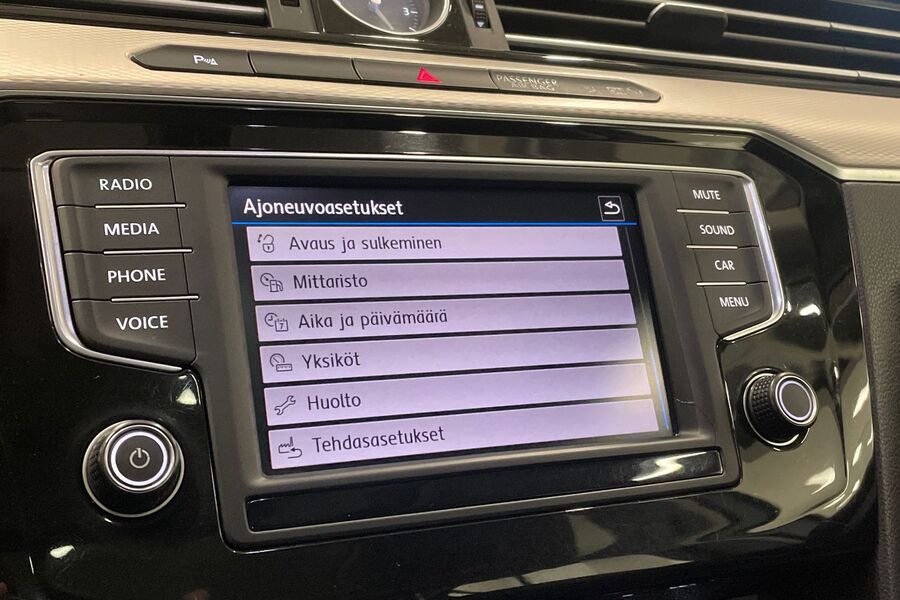 P
PASSENGER
AIR BAG
RADIO
MEDIA
PHONE
VOICE
Ajoneuvoasetukset
Avaus ja sulkeminen
Mittaristo
Aika ja päivämäärä
7
Yksiköt
Huolto
Tehdasasetukset
MUTE
SOUND
CAR
MENU